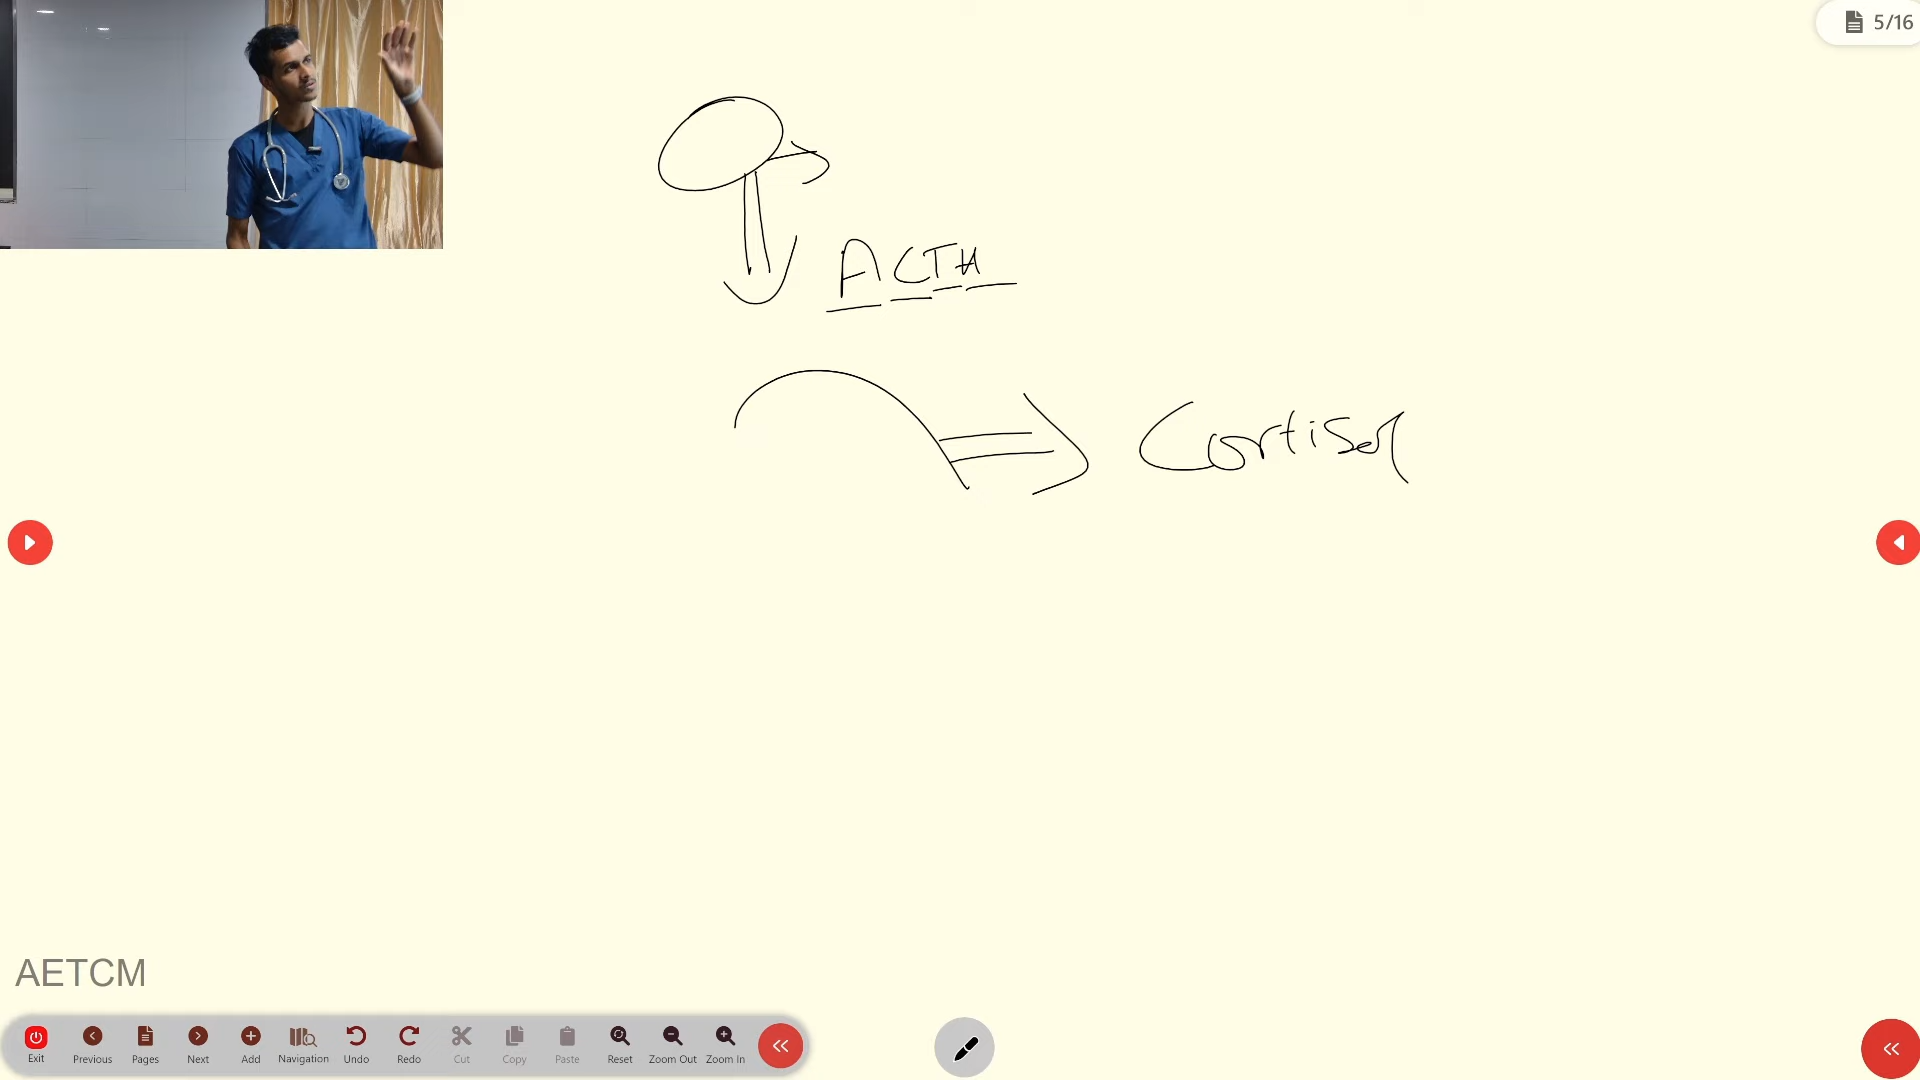 5/16
ACTH
Cortisol
AETCM
Exit Previous Pages Next Add Navigation Undo Redo Cut Copy Paste Reset Zoom Out Zoom In